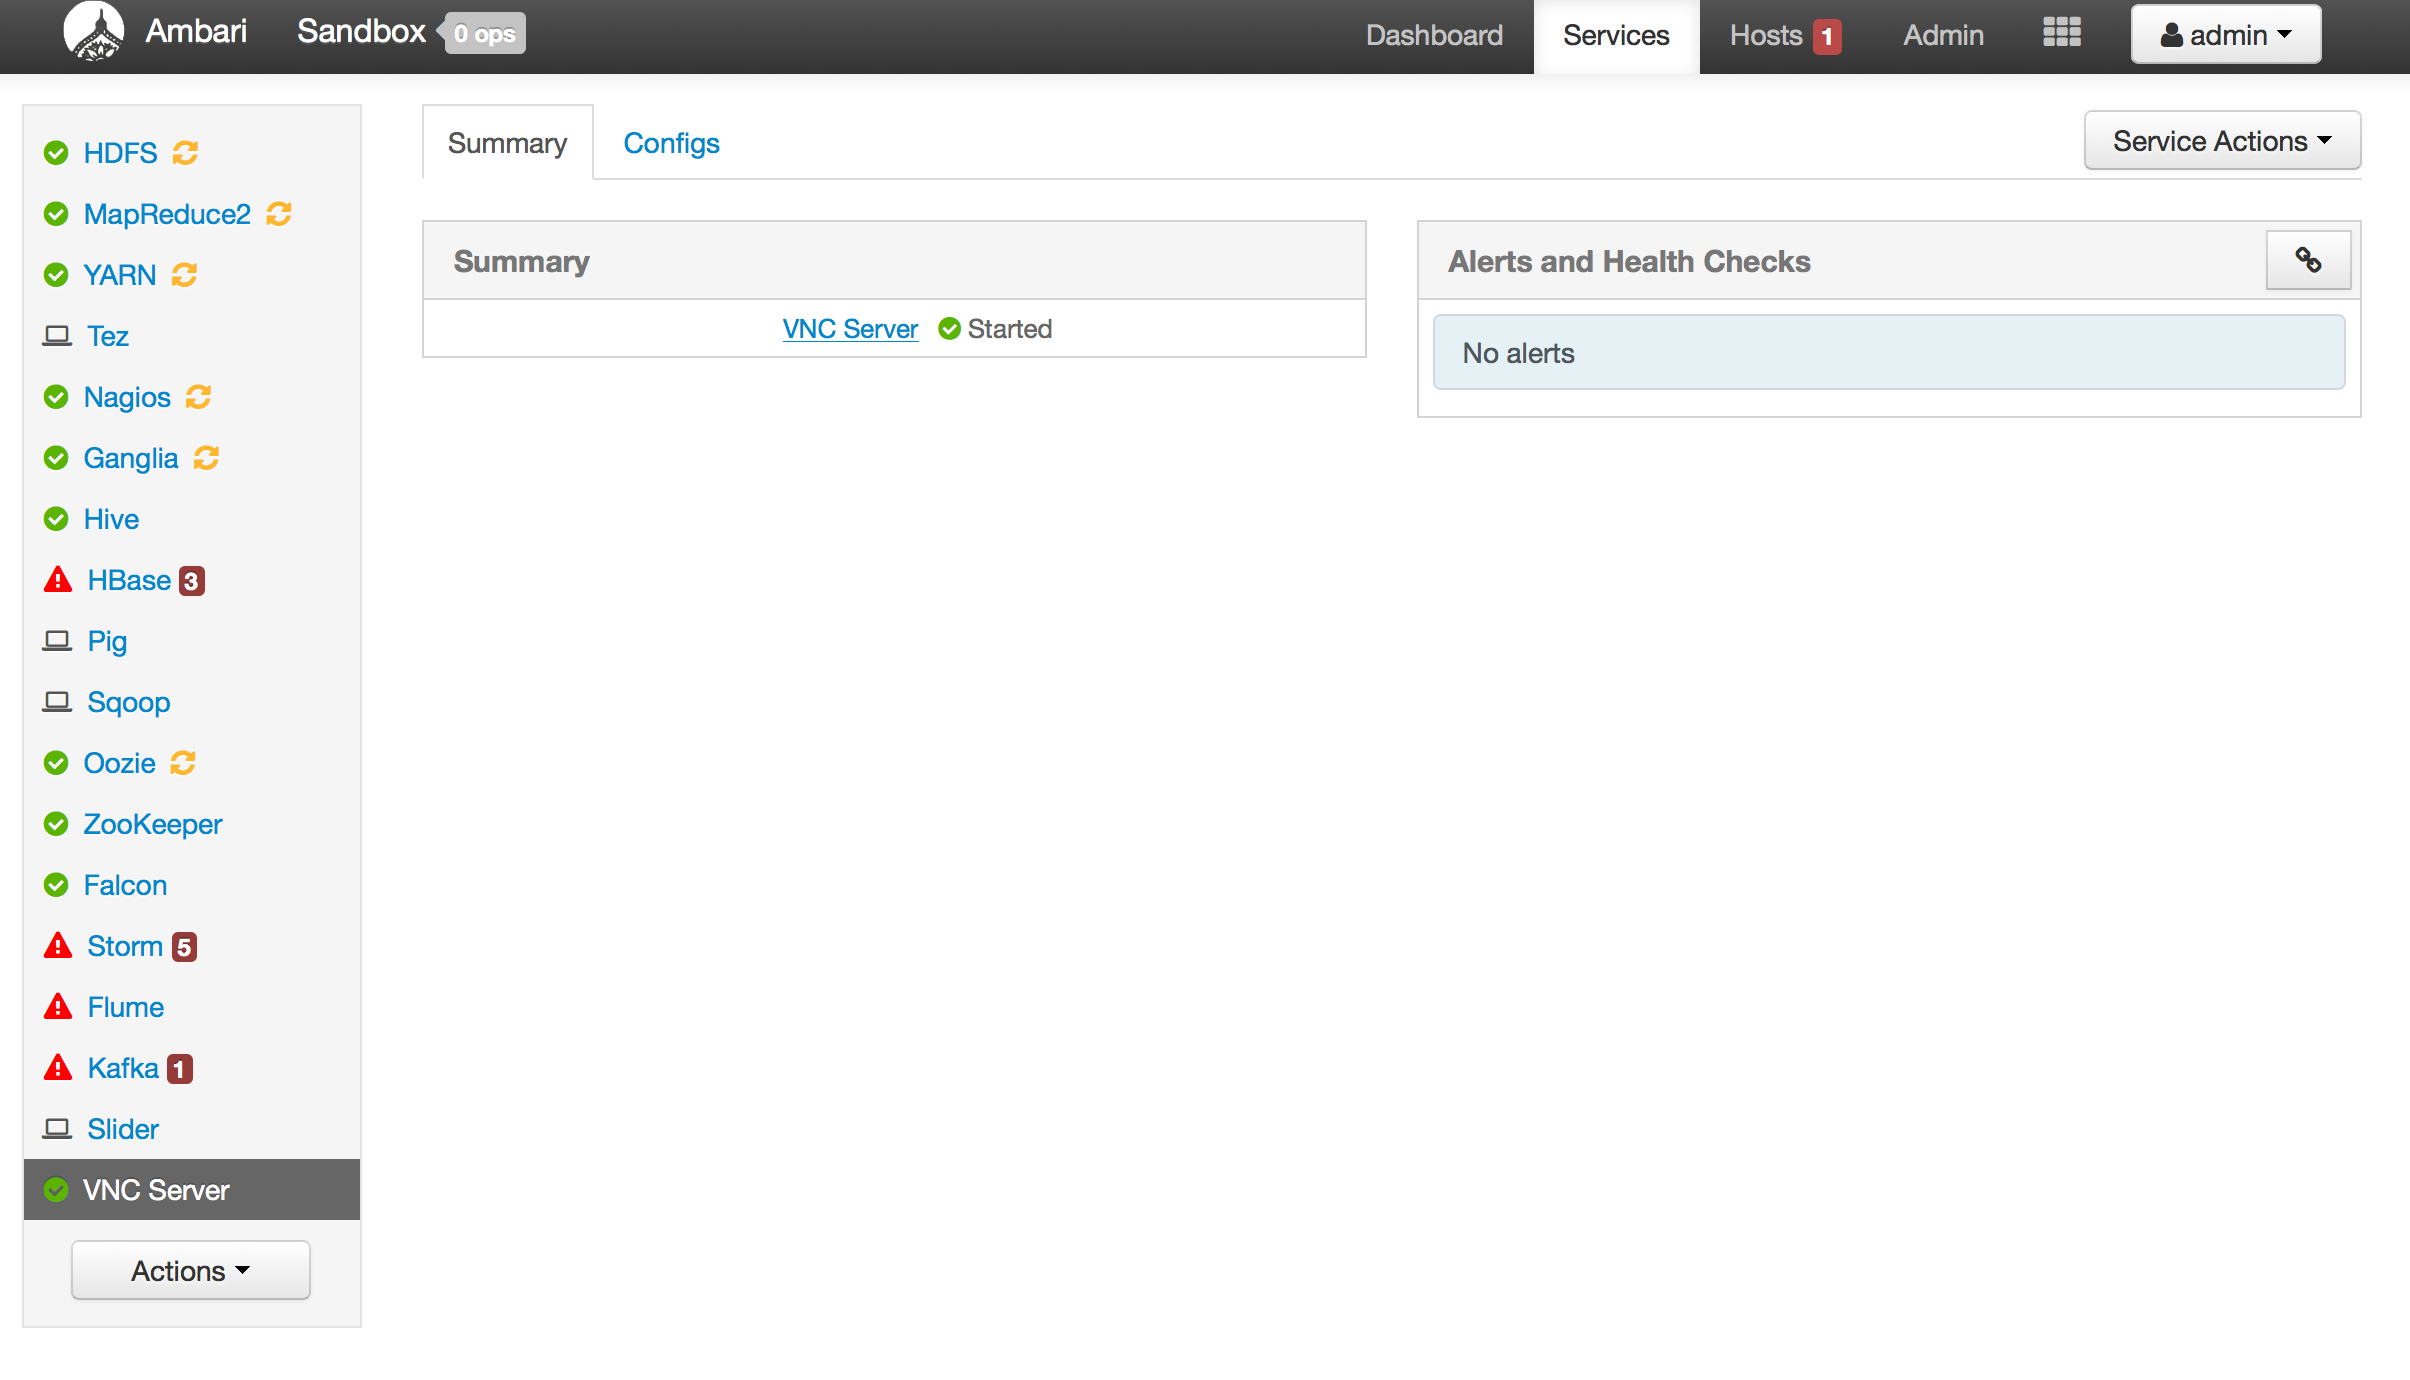 Ambari Sandbox 0 ops Dashboard Services Hosts 1 Admin admin
HDFS
MapReduce2
YARN
Tez
Nagios
Ganglia
Hive
HBase 3
Pig
Sqoop
Oozie
ZooKeeper
Falcon
Storm 5
Flume
Kafka 1
Slider
VNC Server
Actions
Summary Configs Service Actions
Summary
VNC Server Started
Alerts and Health Checks
No alerts